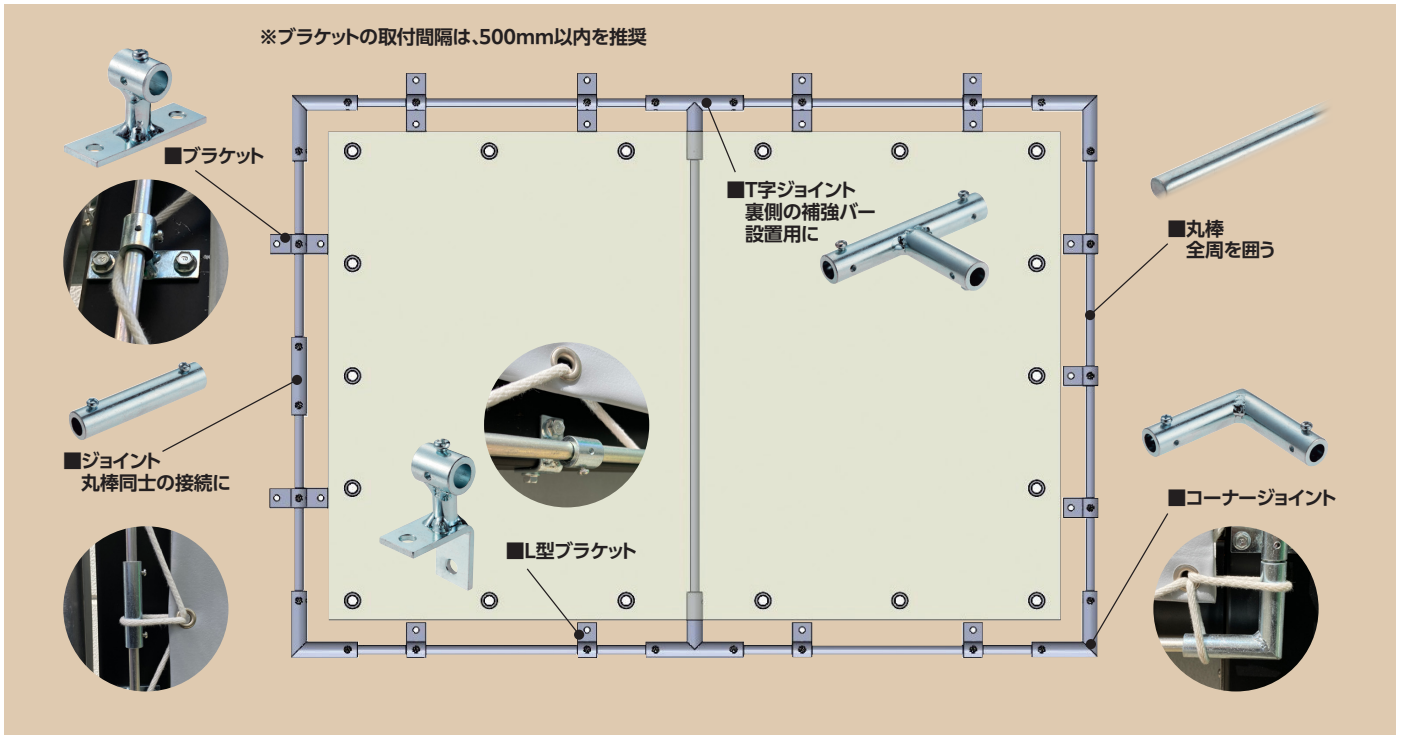 ※ブラケットの取付間隔は、500mm以内を推奨
■ブラケット
■T字ジョイント
裏側の補強バー
設置用に
■丸棒
全周を囲う
■ジョイント
丸棒同士の接続に
■L型ブラケット
■コーナージョイント